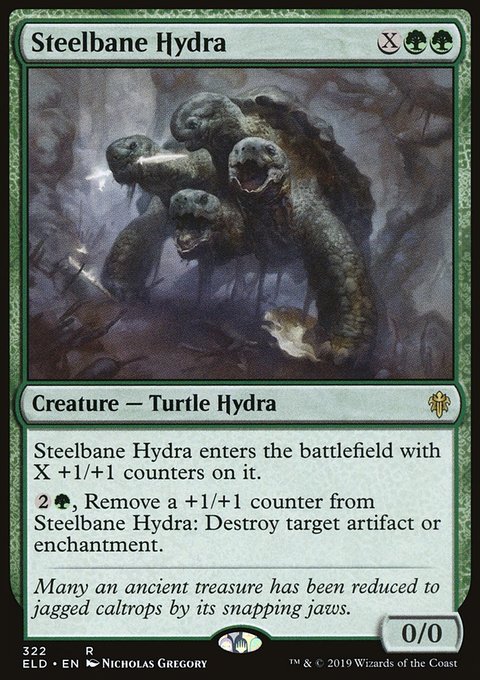 Steelbane Hydra X
Creature — Turtle Hydra
Steelbane Hydra enters the battlefield with
X +1/+1 counters on it.
2, Remove a +1/+1 counter from
Steelbane Hydra: Destroy target artifact or
enchantment.
Many an ancient treasure has been reduced to
jagged caltrops by its snapping jaws.
0/0
322 R
ELD • EN Nicholas Gregory
™ & © 2019 Wizards of the Coast